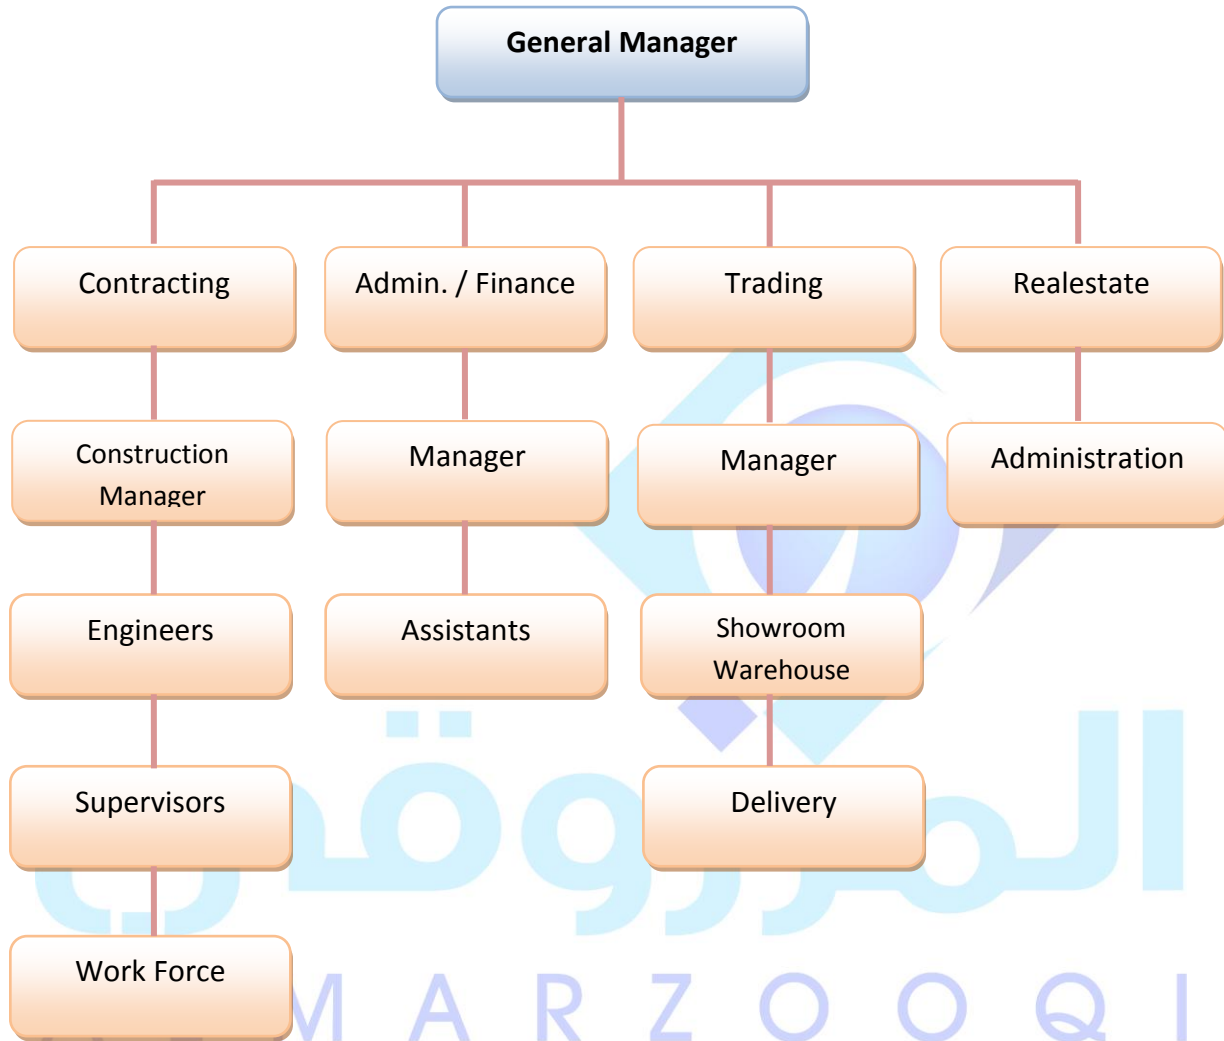 General Manager
Contracting
Admin. / Finance
Trading
Realestate
Construction
Manager
Manager
Manager
Administration
Engineers
Assistants
Showroom
Warehouse
Supervisors
Delivery
Work Force
المرزوقي
MARZOOQI